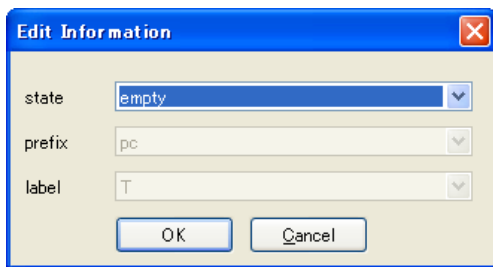 Edit Information
state empty
prefix pc
label T
OK Cancel